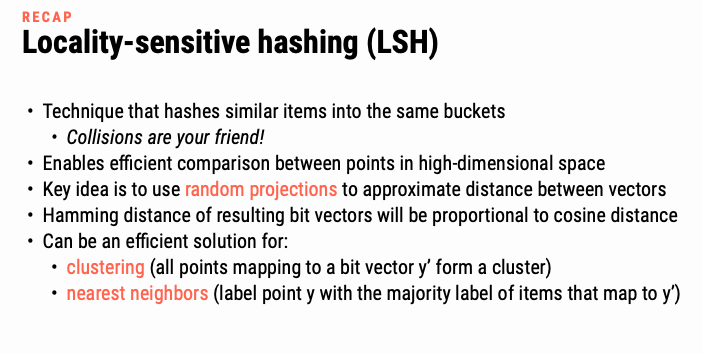 RECAP
Locality-sensitive hashing (LSH)
• Technique that hashes similar items into the same buckets
• Collisions are your friend!
• Enables efficient comparison between points in high-dimensional space
• Key idea is to use random projections to approximate distance between vectors
• Hamming distance of resulting bit vectors will be proportional to cosine distance
• Can be an efficient solution for:
• clustering (all points mapping to a bit vector y’ form a cluster)
• nearest neighbors (label point y with the majority label of items that map to y’)